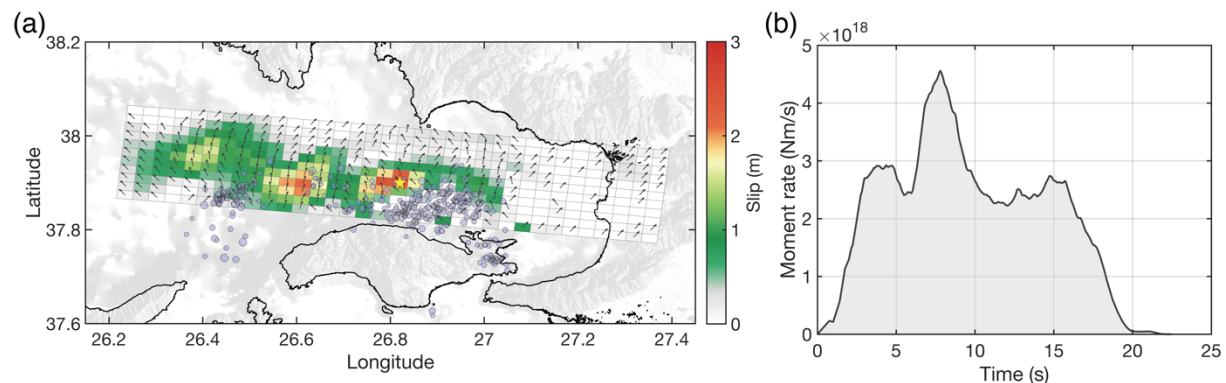 (a)
38.2
38
37.8
37.6
Latitude
26.2 26.4 26.6 26.8 27 27.2 27.4
Longitude
3
2
1
0
Slip (m)
(b)
5 ×10¹⁸
4
3
2
1
0
Moment rate (Nm/s)
0 5 10 15 20 25
Time (s)